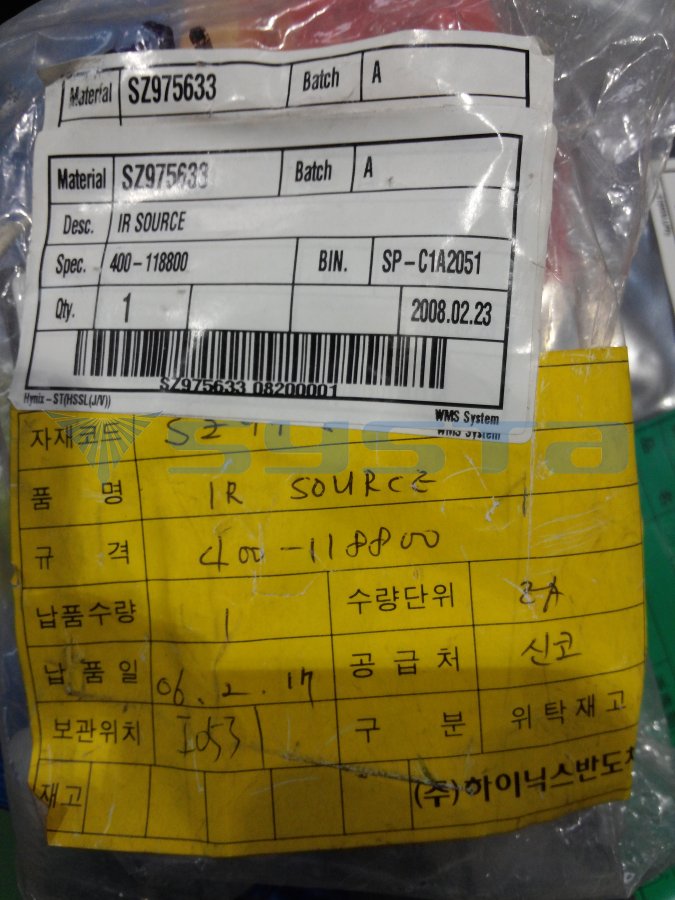 Material SZ975633 Batch A
Material SZ975633 Batch A
Desc. IR SOURCE
Spec. 400-118800 BIN. SP-C1A2051
Qty. 1 2008.02.23
SZ975633 08200001
Hynix-ST(HSSL(J/V)) WMS System
WMS System
자재코드 SZ
systa
품 명 IR SOURCE
규 격 400-118800
납품수량 1 수량단위 EA
납품일 06.2.17 공급처 신코
보관위치 구 분 위탁재고
재고 (주)하이닉스반도체